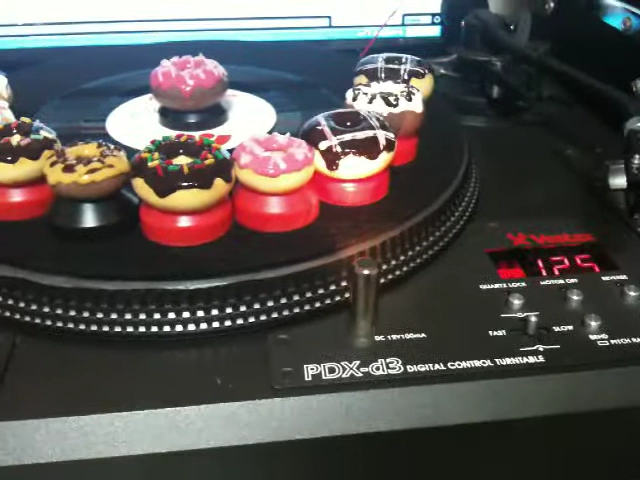 Vestax
125
QUARTZ LOCK MOTOR OFF REVERSE
FAST SLOW
BEND
PITCH RA
DC 15V 100mA
PDX-d3 DIGITAL CONTROL TURNTABLE